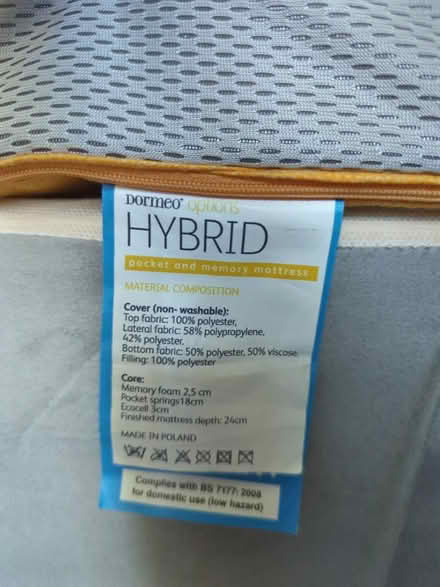 Dormeo options
HYBRID
pocket and memory mattress
MATERIAL COMPOSITION
Cover (non- washable):
Top fabric: 100% polyester,
Lateral fabric: 58% polypropylene,
42% polyester.
Bottom fabric: 50% polyester, 50% viscose
Filling: 100% polyester
Core:
Memory foam 2,5 cm
Pocket springs18cm
Ecocell 3cm
Finished mattress depth: 24cm
MADE IN POLAND
Complies with BS 7177: 2008
for domestic use (low hazard)